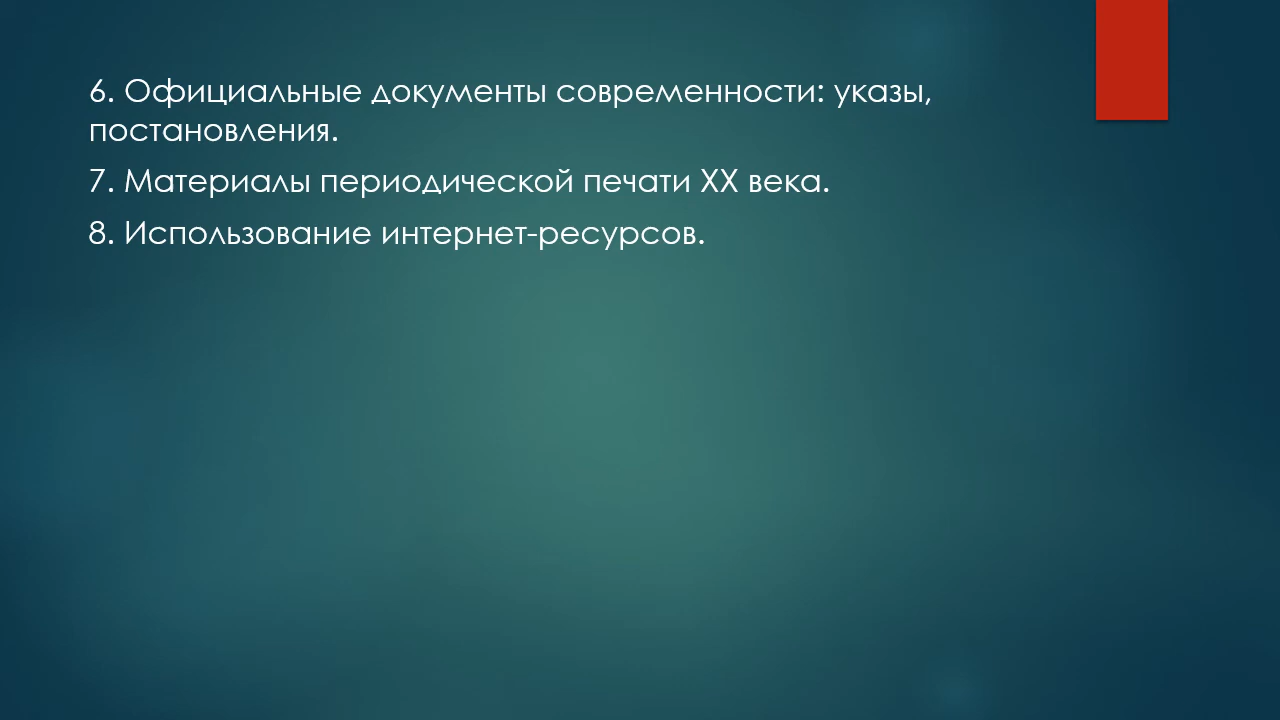 6. Официальные документы современности: указы,
постановления.
7. Материалы периодической печати XX века.
8. Использование интернет-ресурсов.